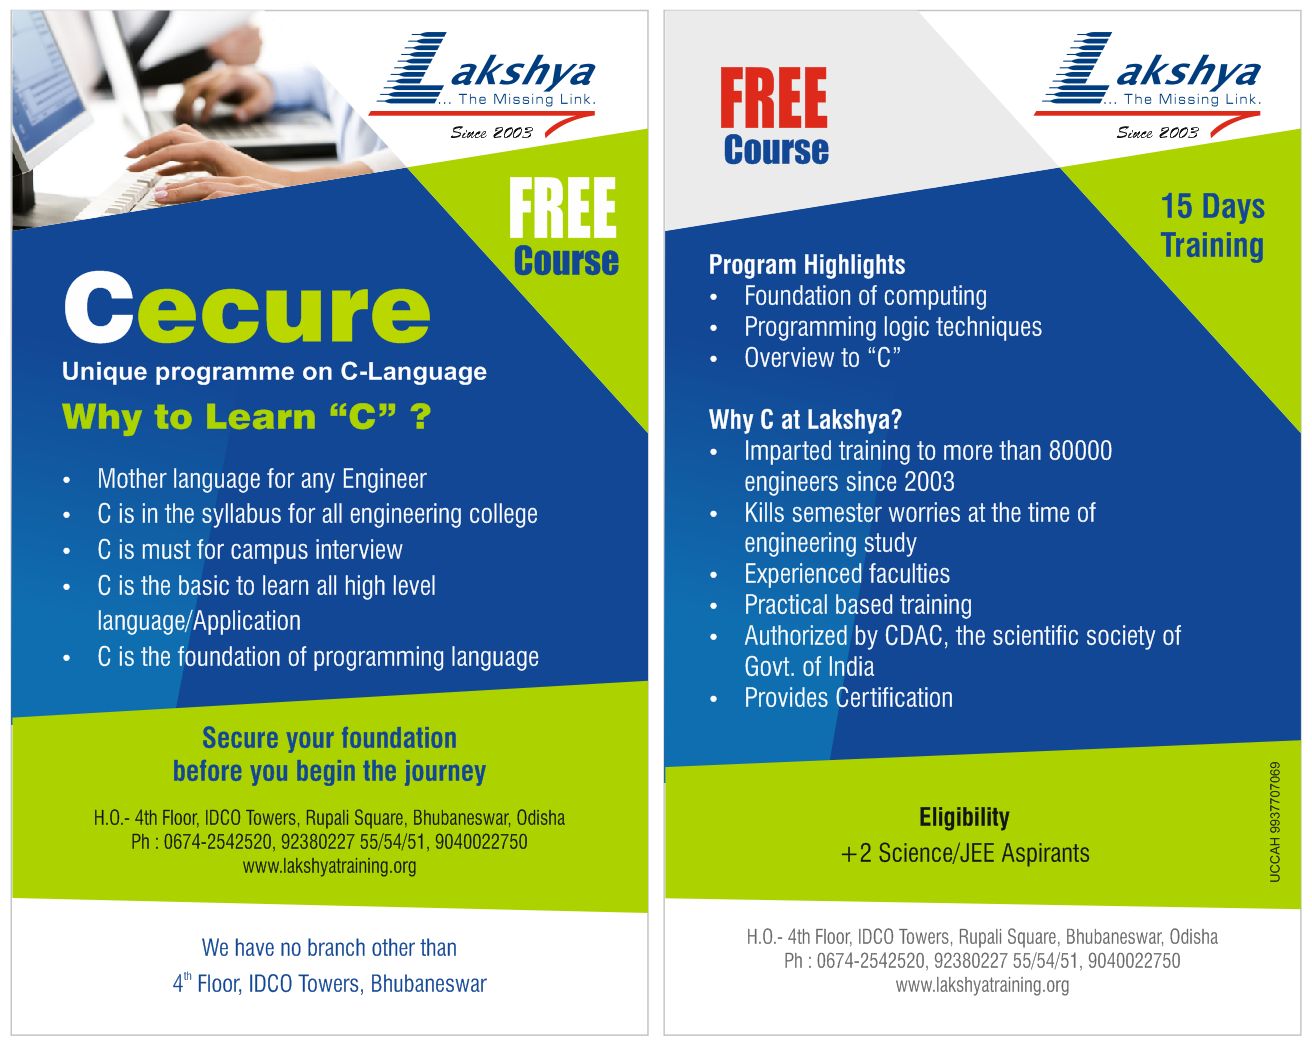 Lakshya
... The Missing Link.
Since 2003
FREE
Course
Cecure
Unique programme on C-Language
Why to Learn “C” ?
• Mother language for any Engineer
• C is in the syllabus for all engineering college
• C is must for campus interview
• C is the basic to learn all high level
language/Application
• C is the foundation of programming language
Secure your foundation
before you begin the journey
H.O.- 4th Floor, IDCO Towers, Rupali Square, Bhubaneswar, Odisha
Ph : 0674-2542520, 92380227 55/54/51, 9040022750
www.lakshyatraining.org
We have no branch other than
4th Floor, IDCO Towers, Bhubaneswar
FREE
Course
Lakshya
... The Missing Link.
Since 2003
15 Days
Training
Program Highlights
• Foundation of computing
• Programming logic techniques
• Overview to “C”
Why C at Lakshya?
• Imparted training to more than 80000
engineers since 2003
• Kills semester worries at the time of
engineering study
• Experienced faculties
• Practical based training
• Authorized by CDAC, the scientific society of
Govt. of India
• Provides Certification
Eligibility
+2 Science/JEE Aspirants
UCCAH 9937707069
H.O.- 4th Floor, IDCO Towers, Rupali Square, Bhubaneswar, Odisha
Ph : 0674-2542520, 92380227 55/54/51, 9040022750
www.lakshyatraining.org